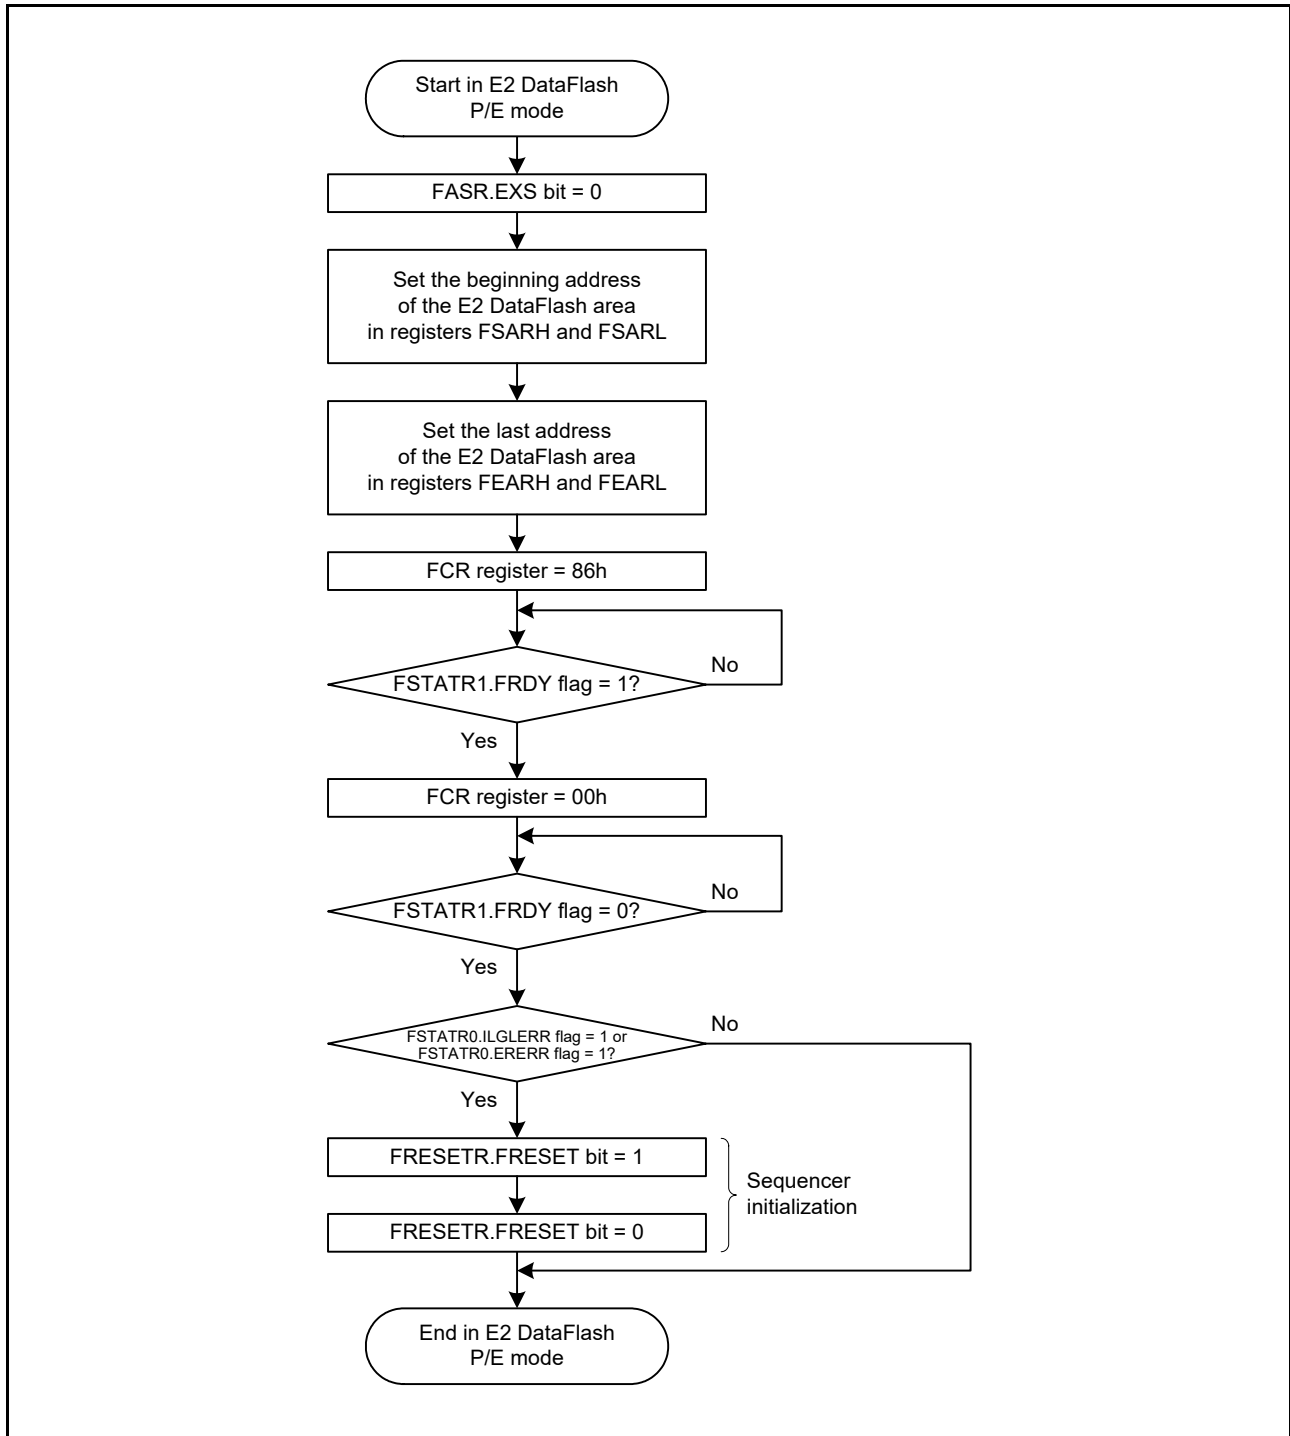 Start in E2 DataFlash
P/E mode
FASR.EXS bit = 0
Set the beginning address
of the E2 DataFlash area
in registers FSARH and FSARL
Set the last address
of the E2 DataFlash area
in registers FEARH and FEARL
FCR register = 86h
FSTATR1.FRDY flag = 1?
No
Yes
FCR register = 00h
FSTATR1.FRDY flag = 0?
No
Yes
FSTATR0.ILGLERR flag = 1 or
FSTATR0.ERERR flag = 1?
No
Yes
FRESETR.FRESET bit = 1
FRESETR.FRESET bit = 0
Sequencer
initialization
End in E2 DataFlash
P/E mode